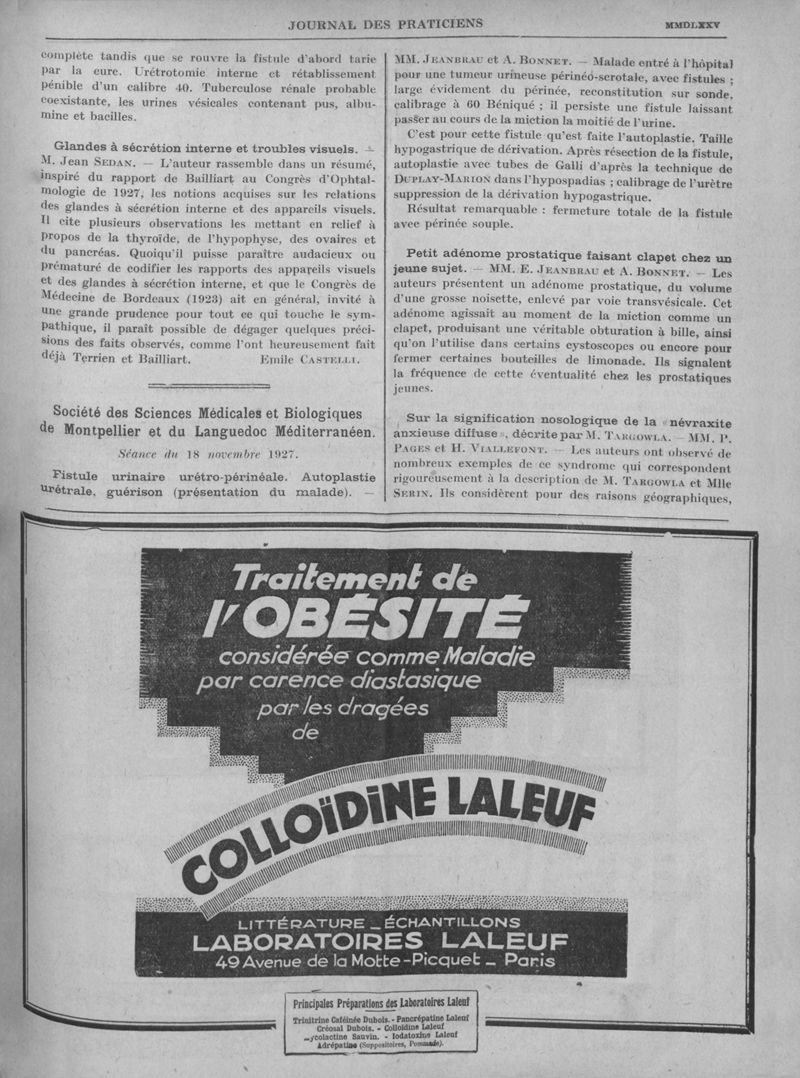 JOURNAL DES PRATICIENS
MMDLXXV
complète tandis que se rouvre la fistule d'abord tarie
par la cure. Urétrotomie interne et rétablissement
pénible d'un calibre 40. Tuberculose rénale probable
coexistante, les urines vésicales contenant pus, albu-
mine et bacilles.
Glandes à sécrétion interne et troubles visuels. —
M. Jean SEDAN. — L'auteur rassemble dans un résumé,
inspiré du rapport de Bailliart au Congrès d'Ophtal-
mologie de 1927, les notions acquises sur les relations
des glandes à sécrétion interne et des appareils visuels.
Il cite plusieurs observations les mettant en relief à
propos de la thyroïde, de l'hypophyse, des ovaires et
du pancréas. Quoiqu'il puisse paraître audacieux ou
prématuré de codifier les rapports des appareils visuels
et des glandes à sécrétion interne, et que le Congrès de
Médecine de Bordeaux (1923) ait en général, invité à
une grande prudence pour tout ce qui touche le sym-
pathique, il paraît possible de dégager quelques préci-
sions des faits observés, comme l'ont heureusement fait
déjà Terrien et Bailliart. Emile CASTELLI.
Société des Sciences Médicales et Biologiques
de Montpellier et du Languedoc Méditerranéen.
Séance du 18 novembre 1927.
Fistule urinaire urétro-périnéale. Autoplastie
urétrale, guérison (présentation du malade). —
MM. JEANBRAU et A. BONNET. — Malade entré à l'hôpital
pour une tumeur urineuse périnéo-scrotale, avec fistules ;
large évidement du périnée, reconstitution sur sonde,
calibrage à 60 Béniqué ; il persiste une fistule laissant
passer au cours de la miction la moitié de l'urine.
C'est pour cette fistule qu'est faite l'autoplastie. Taille
hypogastrique de dérivation. Après résection de la fistule,
autoplastie avec tubes de Galli d'après la technique de
DUPLAY-MARION dans l'hypospadias ; calibrage de l'urètre
suppression de la dérivation hypogastrique.
Résultat remarquable : fermeture totale de la fistule
avec périnée souple.
Petit adénome prostatique faisant clapet chez un
jeune sujet. — MM. E. JEANBRAU et A. BONNET. — Les
auteurs présentent un adénome prostatique, du volume
d'une grosse noisette, enlevé par voie transvésicale. Cet
adénome agissait au moment de la miction comme un
clapet, produisant une véritable obturation à bille, ainsi
qu'on l'utilise dans certains cystoscopes ou encore pour
fermer certaines bouteilles de limonade. Ils signalent
la fréquence de cette éventualité chez les prostatiques
jeunes.
Sur la signification nosologique de la « névraxite
anxieuse diffuse », décrite par M. TARGOWLA. — MM. P.
PAGES et H. VIALLEFONT. — Les auteurs ont observé de
nombreux exemples de ce syndrome qui correspondent
rigoureusement à la description de M. TARGOWLA et Mlle
SERIN. Ils considèrent pour des raisons géographiques,
Traitement de
l'OBÉSITÉ
considérée comme Maladie
par carence diastasique
par les dragées
de
COLLOÏDINE LALEUF
LITTÉRATURE _ ÉCHANTILLONS
LABORATOIRES LALEUF
49 Avenue de la Motte-Picquet _ Paris
Principales Préparations des Laboratoires Laleuf
Trinitrine Caféinée Dubois. - Pancrépatine Laleuf
Créosal Dubois. - Colloïdine Laleuf
Sauvin. - Iodatoxine Laleuf
Adrépatine (Suppositoires, Pommade).